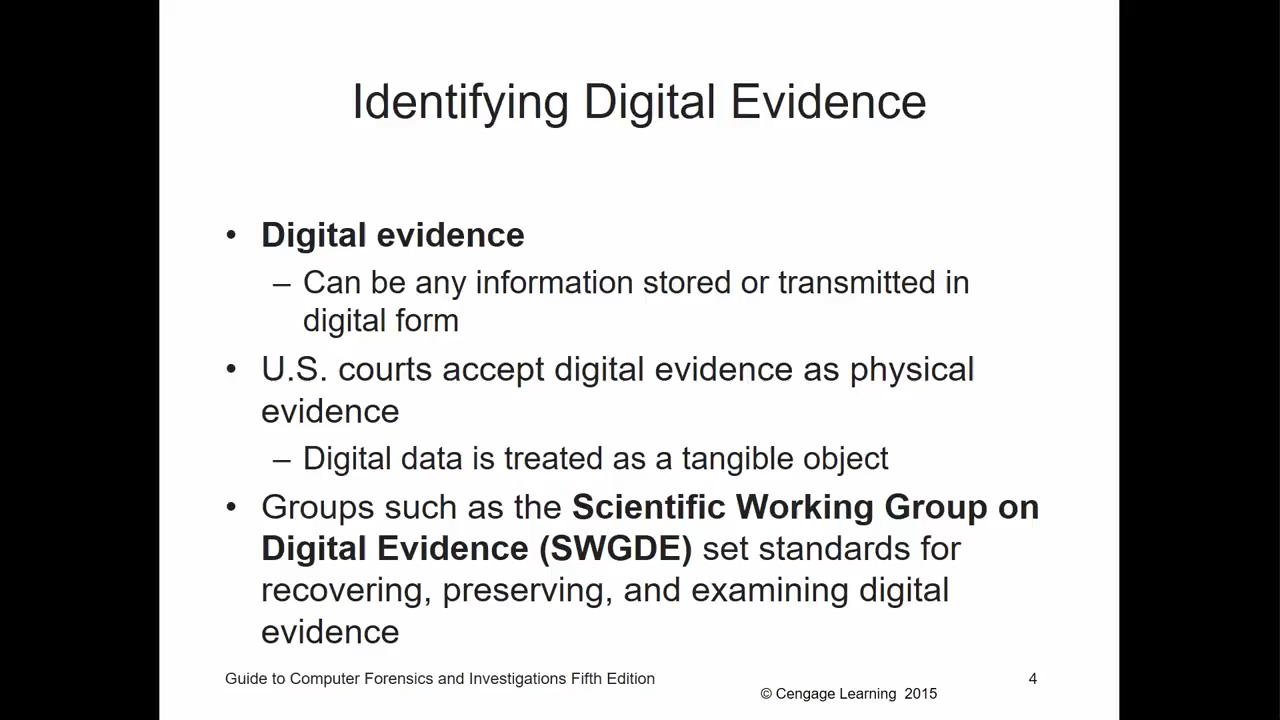 Identifying Digital Evidence
• Digital evidence
– Can be any information stored or transmitted in
digital form
• U.S. courts accept digital evidence as physical
evidence
– Digital data is treated as a tangible object
• Groups such as the Scientific Working Group on
Digital Evidence (SWGDE) set standards for
recovering, preserving, and examining digital
evidence
Guide to Computer Forensics and Investigations Fifth Edition
4
© Cengage Learning 2015